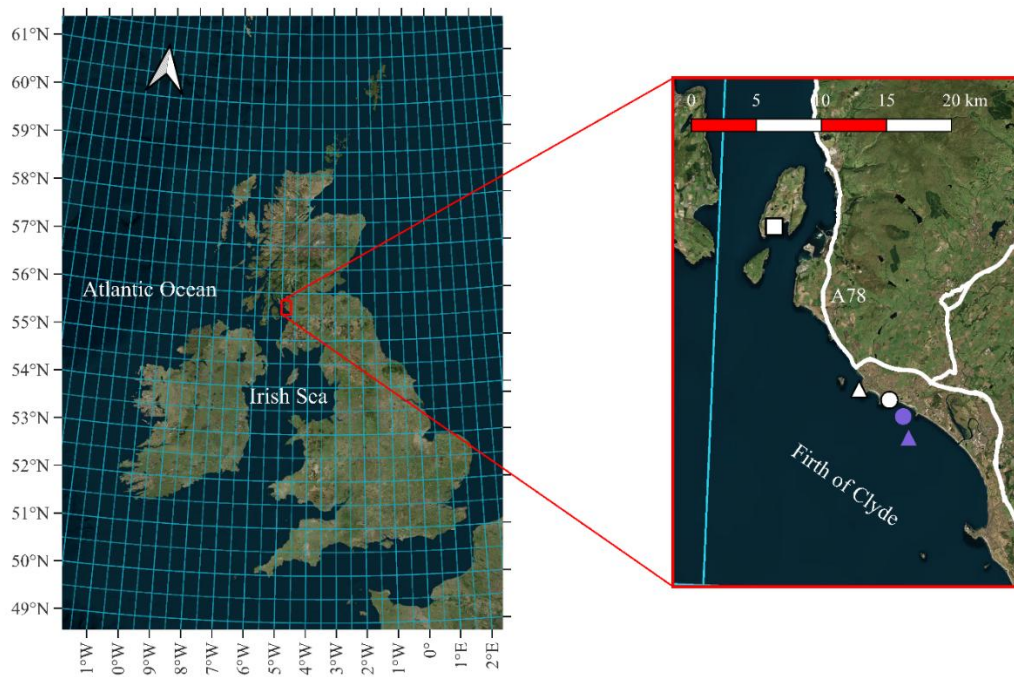 61°N
60°N
59°N
58°N
57°N
56°N
55°N
54°N
53°N
52°N
51°N
50°N
49°N
Atlantic Ocean
Irish Sea
1°W 0°W 9°W 8°W 7°W 6°W 5°W 4°W 3°W 2°W 1°W 0° 1°E 2°E
0 5 10 15 20 km
A78
Firth of Clyde